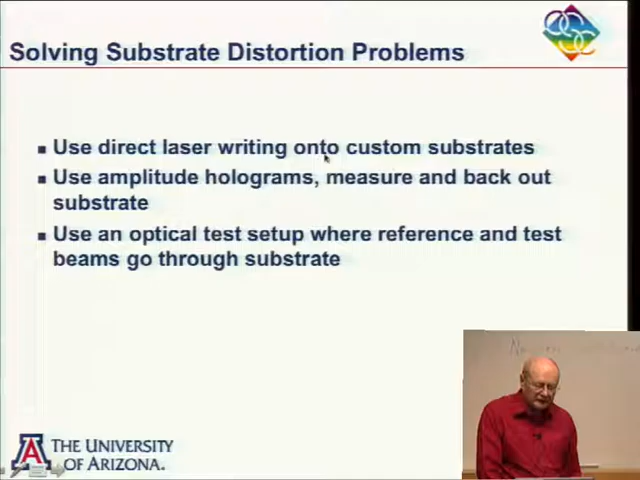 Solving Substrate Distortion Problems
Use direct laser writing onto custom substrates
Use amplitude holograms, measure and back out
substrate
Use an optical test setup where reference and test
beams go through substrate
THE UNIVERSITY
OF ARIZONA.